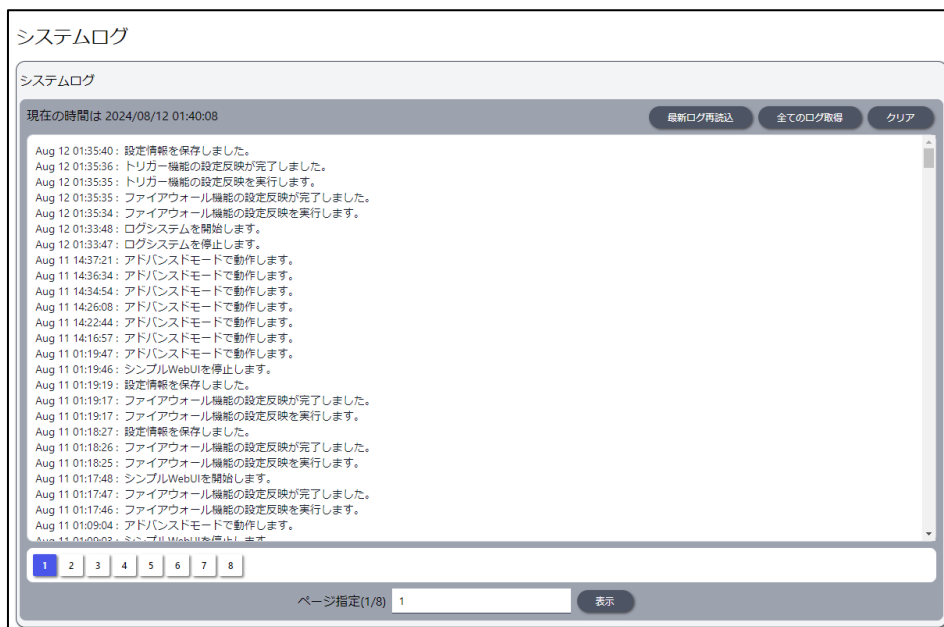 システムログ
システムログ
現在の時間は 2024/08/12 01:40:08
最新ログ再読込 全てのログ取得 クリア
Aug 12 01:35:40 : 設定情報を保存しました。
Aug 12 01:35:36 : トリガー機能の設定反映が完了しました。
Aug 12 01:35:35 : トリガー機能の設定反映を実行します。
Aug 12 01:35:35 : ファイアウォール機能の設定反映が完了しました。
Aug 12 01:35:34 : ファイアウォール機能の設定反映を実行します。
Aug 12 01:33:48 : ログシステムを開始します。
Aug 12 01:33:47 : ログシステムを停止します。
Aug 11 14:37:21 : アドバンスドモードで動作します。
Aug 11 14:36:34 : アドバンスドモードで動作します。
Aug 11 14:34:54 : アドバンスドモードで動作します。
Aug 11 14:26:08 : アドバンスドモードで動作します。
Aug 11 14:22:44 : アドバンスドモードで動作します。
Aug 11 14:16:57 : アドバンスドモードで動作します。
Aug 11 01:19:47 : アドバンスドモードで動作します。
Aug 11 01:19:46 : シンプルWebUIを停止します。
Aug 11 01:19:19 : 設定情報を保存しました。
Aug 11 01:19:17 : ファイアウォール機能の設定反映が完了しました。
Aug 11 01:19:17 : ファイアウォール機能の設定反映を実行します。
Aug 11 01:18:27 : 設定情報を保存しました。
Aug 11 01:18:26 : ファイアウォール機能の設定反映が完了しました。
Aug 11 01:18:25 : ファイアウォール機能の設定反映を実行します。
Aug 11 01:17:48 : シンプルWebUIを開始します。
Aug 11 01:17:47 : ファイアウォール機能の設定反映が完了しました。
Aug 11 01:17:46 : ファイアウォール機能の設定反映を実行します。
Aug 11 01:09:04 : アドバンスドモードで動作します。
Aug 11 01:09:03 : シンプルWebUIを停止します
1 2 3 4 5 6 7 8
ページ指定(1/8) 1 表示